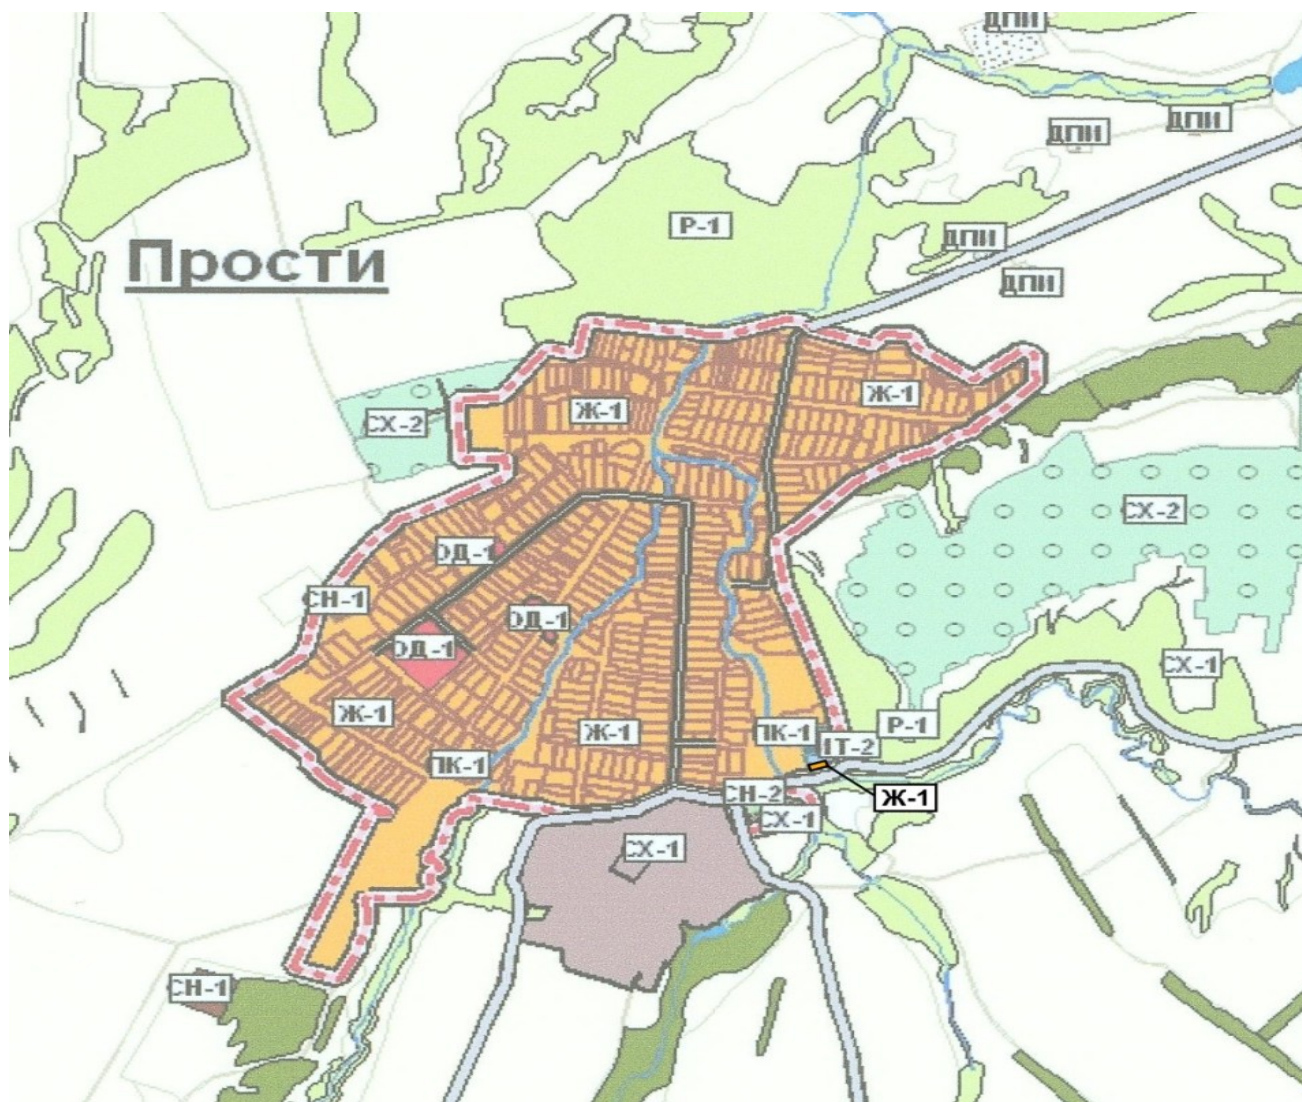 ДПИ
ДПИ
ДПИ
Р-1
ДПИ
Прости
ДПИ
Ж-1
Ж-1
СХ-2
СХ-2
ОД-1
СН-1
ОД-1
ОД-1
СХ-1
Ж-1
Ж-1
ПК-1
Р-1
ІТ-2
ПК-1
СН-2
Ж-1
СХ-1
СХ-1
СН-1